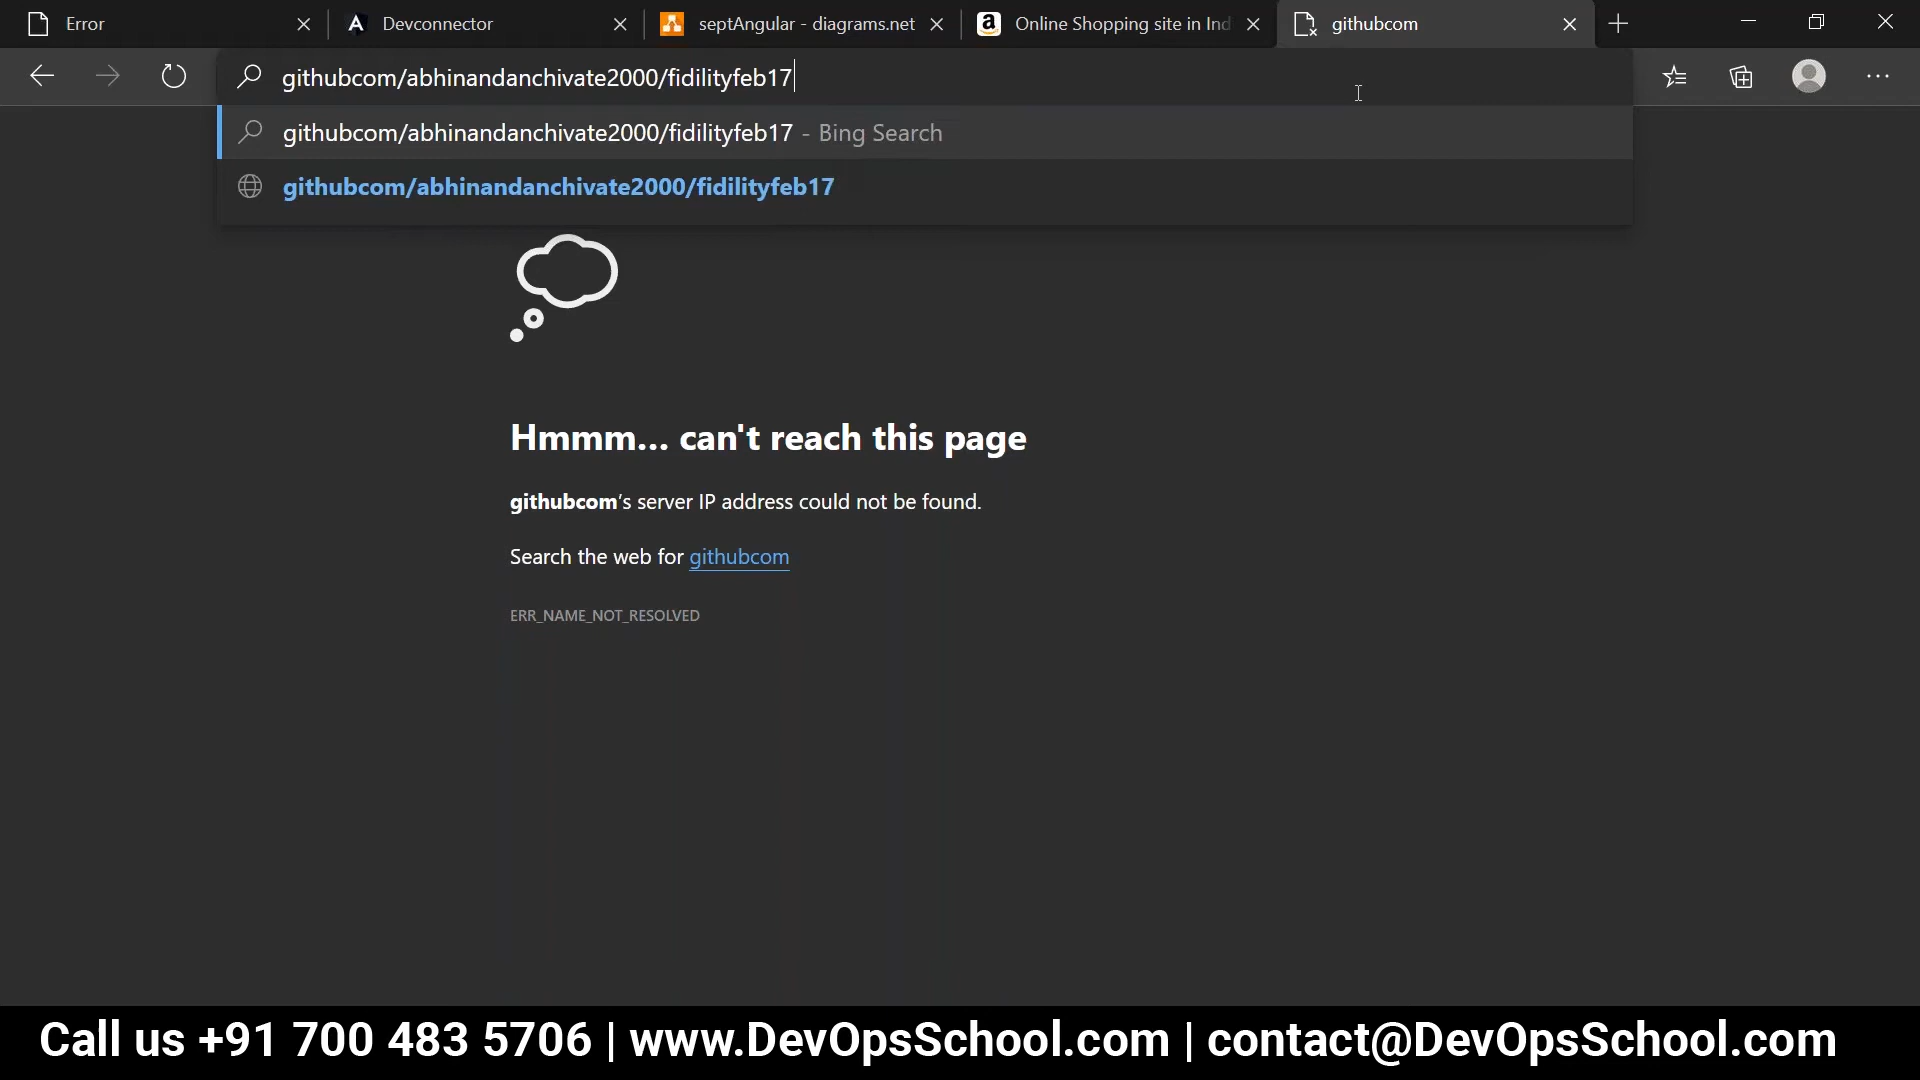 Error
Devconnector
septAngular - diagrams.net
Online Shopping site in Ind
githubcom
githubcom/abhinandanchivate2000/fidilityfeb17
githubcom/abhinandanchivate2000/fidilityfeb17 - Bing Search
githubcom/abhinandanchivate2000/fidilityfeb17
Hmmm... can't reach this page
githubcom's server IP address could not be found.
Search the web for githubcom
ERR_NAME_NOT_RESOLVED
Call us +91 700 483 5706 | www.DevOpsSchool.com | contact@DevOpsSchool.com